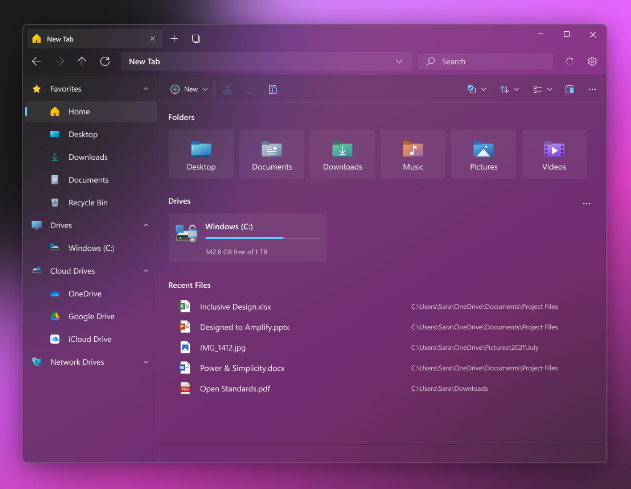 New Tab
New Tab
Search
Favorites
New
Home
Folders
Desktop
Downloads
Documents
Recycle Bin
Desktop
Documents
Downloads
Music
Pictures
Videos
Drives
Windows (C:)
Cloud Drives
OneDrive
Google Drive
iCloud Drive
Network Drives
Drives
Windows (C:)
342.8 GB free of 1 TB
Recent Files
Inclusive Design.xlsx C:\Users\Sara\OneDrive\Documents\Project Files
Designed to Amplify.pptx C:\Users\Sara\OneDrive\Documents\Project Files
IMG_1412.jpg C:\Users\Sara\OneDrive\Pictures\2021\July
Power & Simplicity.docx C:\Users\Sara\OneDrive\Documents\Project Files
Open Standards.pdf C:\Users\Sara\Downloads